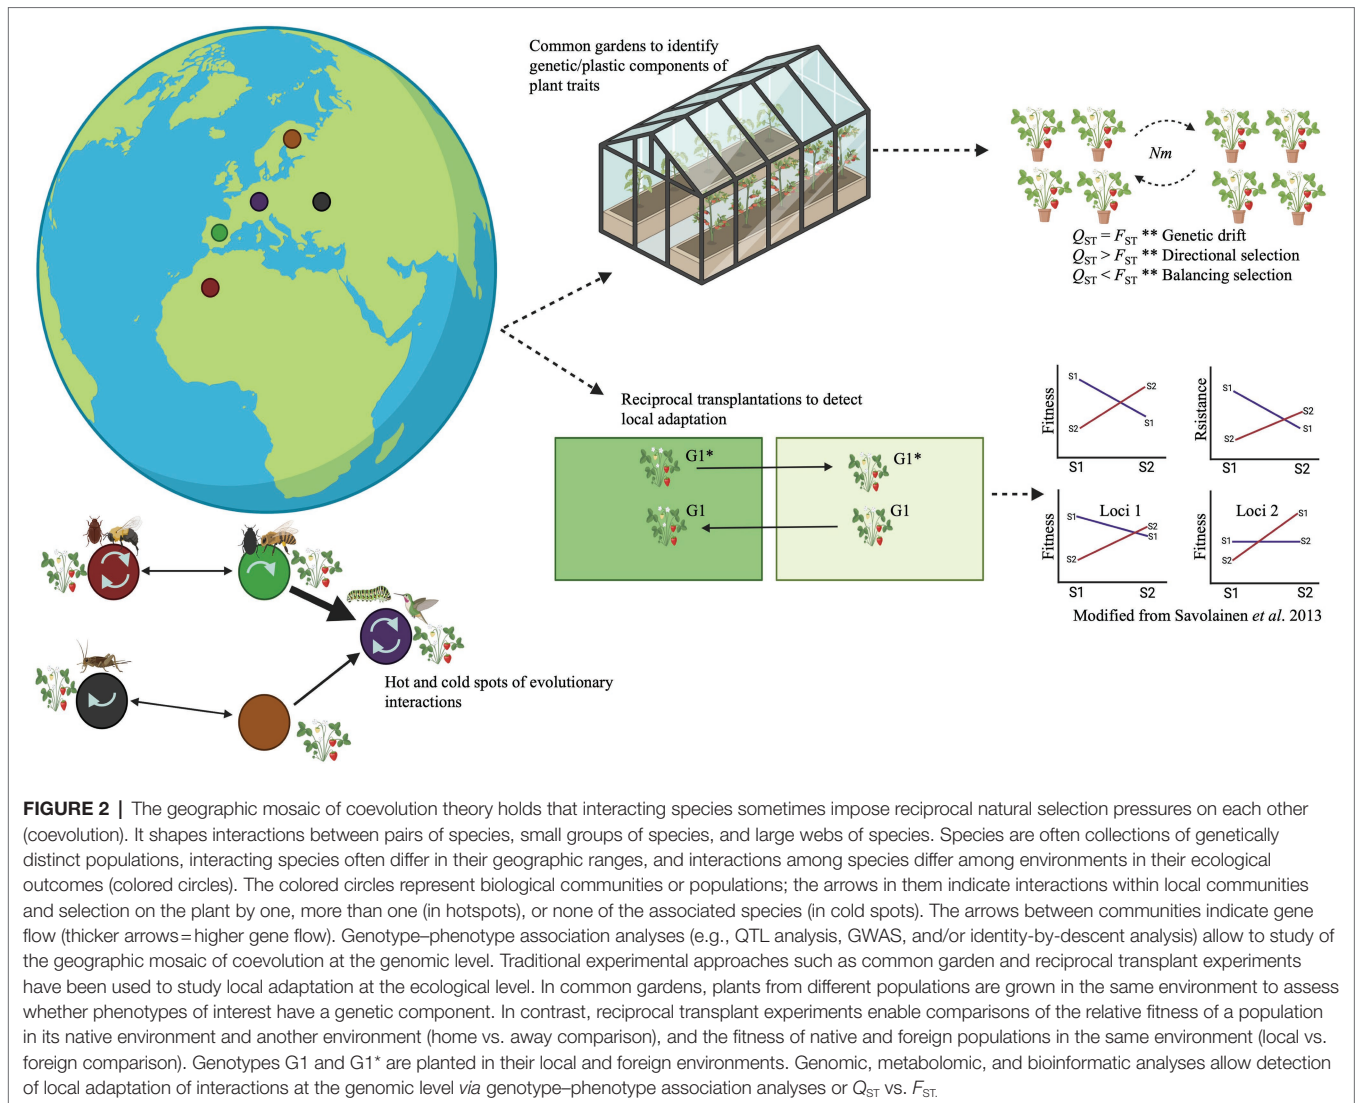 Common gardens to identify
genetic/plastic components of
plant traits
Nm
Q_ST = F_ST ** Genetic drift
Q_ST > F_ST ** Directional selection
Q_ST < F_ST ** Balancing selection
Reciprocal transplantations to detect
local adaptation
G1*
G1*
G1
G1
Fitness
S1
S2
S2
S1
S1 S2
Rsistance
S1
S2
S2
S1
S1 S2
Fitness
Loci 1
S1
S2
S2
S1
S1 S2
Fitness
Loci 2
S1
S1
S2
S2
S1 S2
Modified from Savolainen et al. 2013
Hot and cold spots of evolutionary
interactions
FIGURE 2 | The geographic mosaic of coevolution theory holds that interacting species sometimes impose reciprocal natural selection pressures on each other
(coevolution). It shapes interactions between pairs of species, small groups of species, and large webs of species. Species are often collections of genetically
distinct populations, interacting species often differ in their geographic ranges, and interactions among species differ among environments in their ecological
outcomes (colored circles). The colored circles represent biological communities or populations; the arrows in them indicate interactions within local communities
and selection on the plant by one, more than one (in hotspots), or none of the associated species (in cold spots). The arrows between communities indicate gene
flow (thicker arrows = higher gene flow). Genotype–phenotype association analyses (e.g., QTL analysis, GWAS, and/or identity-by-descent analysis) allow to study of
the geographic mosaic of coevolution at the genomic level. Traditional experimental approaches such as common garden and reciprocal transplant experiments
have been used to study local adaptation at the ecological level. In common gardens, plants from different populations are grown in the same environment to assess
whether phenotypes of interest have a genetic component. In contrast, reciprocal transplant experiments enable comparisons of the relative fitness of a population
in its native environment and another environment (home vs. away comparison), and the fitness of native and foreign populations in the same environment (local vs.
foreign comparison). Genotypes G1 and G1* are planted in their local and foreign environments. Genomic, metabolomic, and bioinformatic analyses allow detection
of local adaptation of interactions at the genomic level via genotype–phenotype association analyses or Q_ST vs. F_ST.